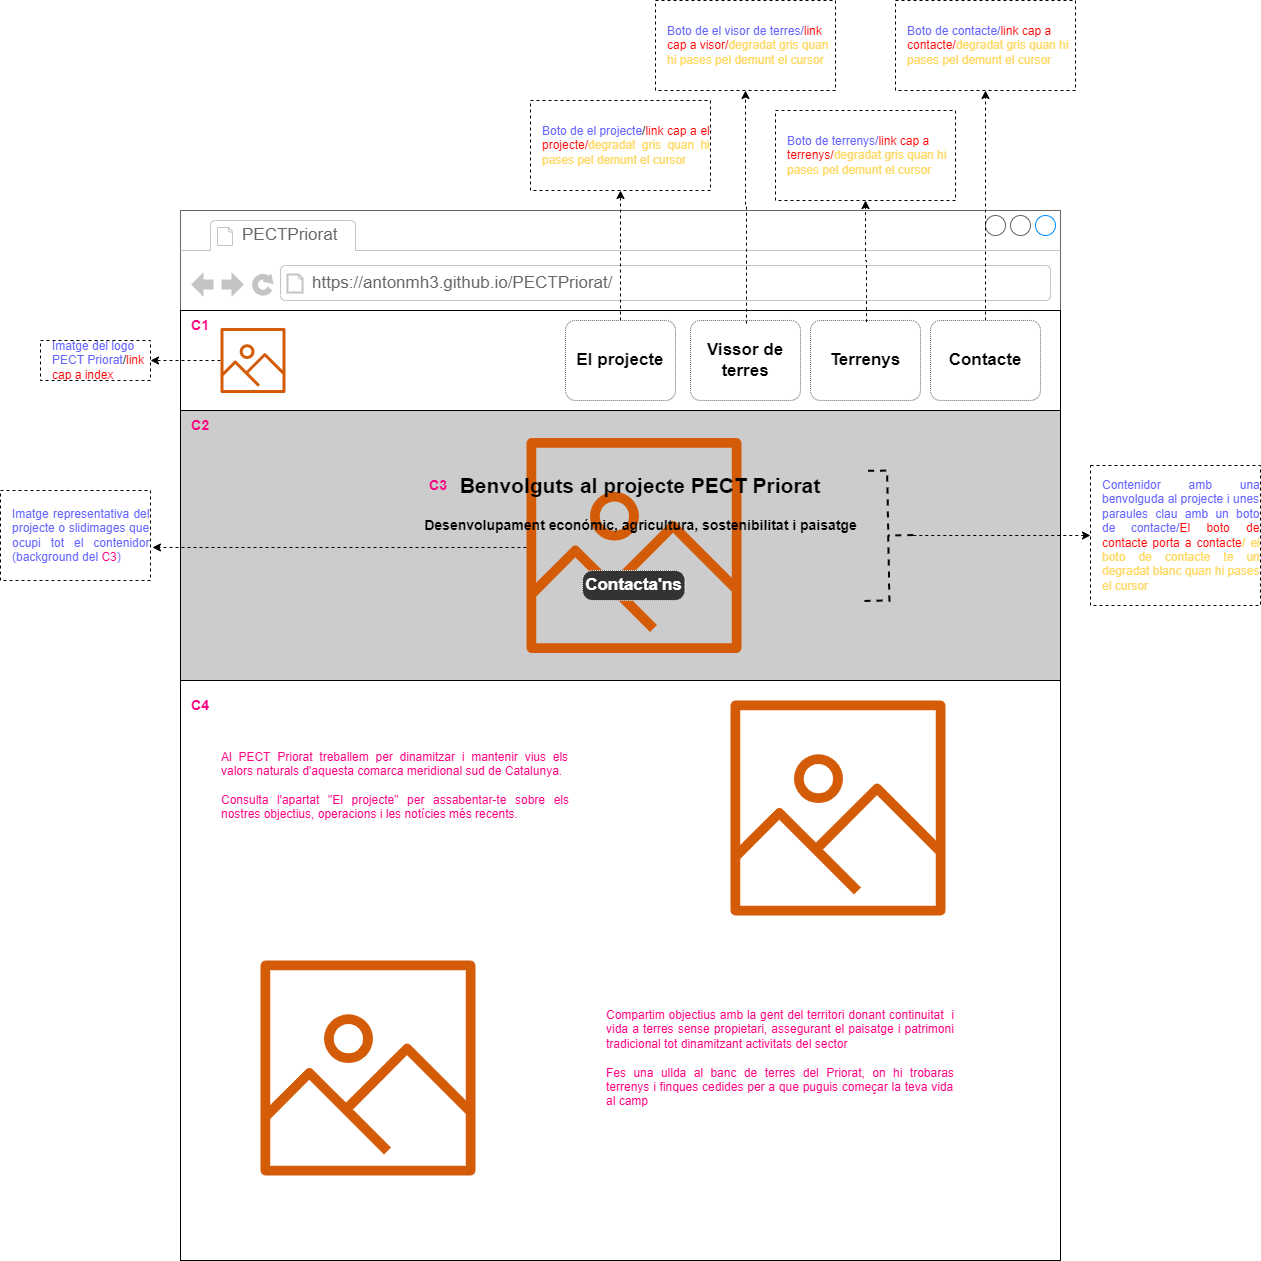 Boto de el visor de terres/link
cap a visor/degradat gris quan
hi pases pel demunt el cursor
Boto de contacte/link cap a
contacte/degradat gris quan hi
pases pel demunt el cursor
Boto de el projecte/link cap a el
projecte/degradat gris quan hi
pases pel demunt el cursor
Boto de terrenys/link cap a
terrenys/degradat gris quan hi
pases pel demunt el cursor
PECTPriorat
https://antonmh3.github.io/PECTPriorat/
C1
Imatge del logo
PECT Priorat/link
cap a index
El projecte
Vissor de
terres
Terrenys
Contacte
C2
C3
Benvolguts al projecte PECT Priorat
Desenvolupament económic, agricultura, sostenibilitat i paisatge
Contacta'ns
Imatge representativa del
projecte o slidimages que
ocupi tot el contenidor
(background del C3)
Contenidor amb una
benvolguda al projecte i unes
paraules clau amb un boto
de contacte/El boto de
contacte porta a contacte/ el
boto de contacte te un
degradat blanc quan hi pases
el cursor
C4
Al PECT Priorat treballem per dinamitzar i mantenir vius els
valors naturals d'aquesta comarca meridional sud de Catalunya.
Consulta l'apartat "El projecte" per assabentar-te sobre els
nostres objectius, operacions i les notícies més recents.
Compartim objectius amb la gent del territori donant continuïtat i
vida a terres sense propietari, assegurant el paisatge i patrimoni
tradicional tot dinamitzant activitats del sector
Fes una ullda al banc de terres del Priorat, on hi trobaras
terrenys i finques cedides per a que puguis començar la teva vida
al camp